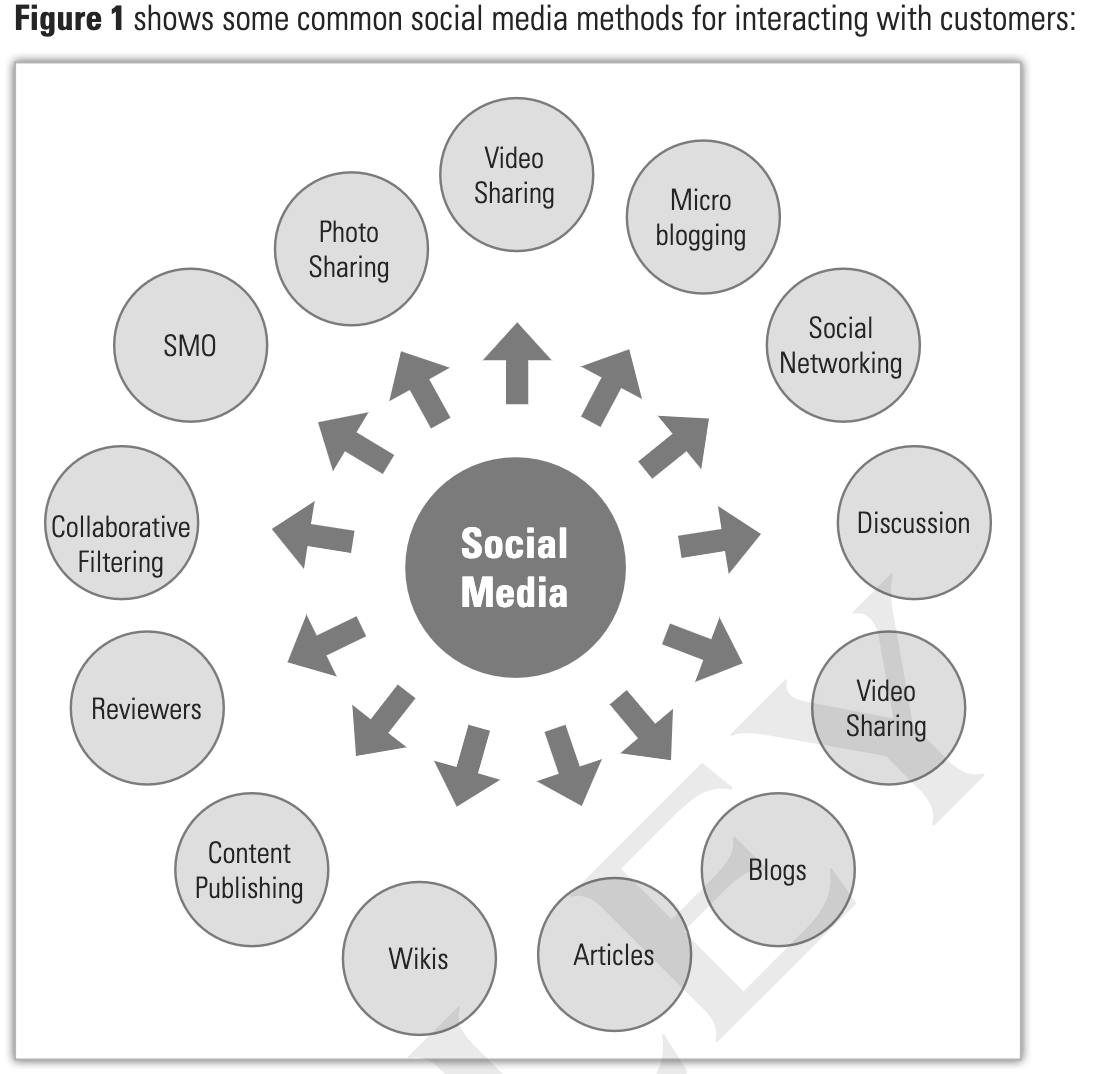 Figure 1 shows some common social media methods for interacting with customers:
Video
Sharing
Micro
blogging
Photo
Sharing
Social
Networking
SMO
Collaborative
Filtering
Discussion
Social
Media
Reviewers
Video
Sharing
Content
Publishing
Blogs
Wikis
Articles